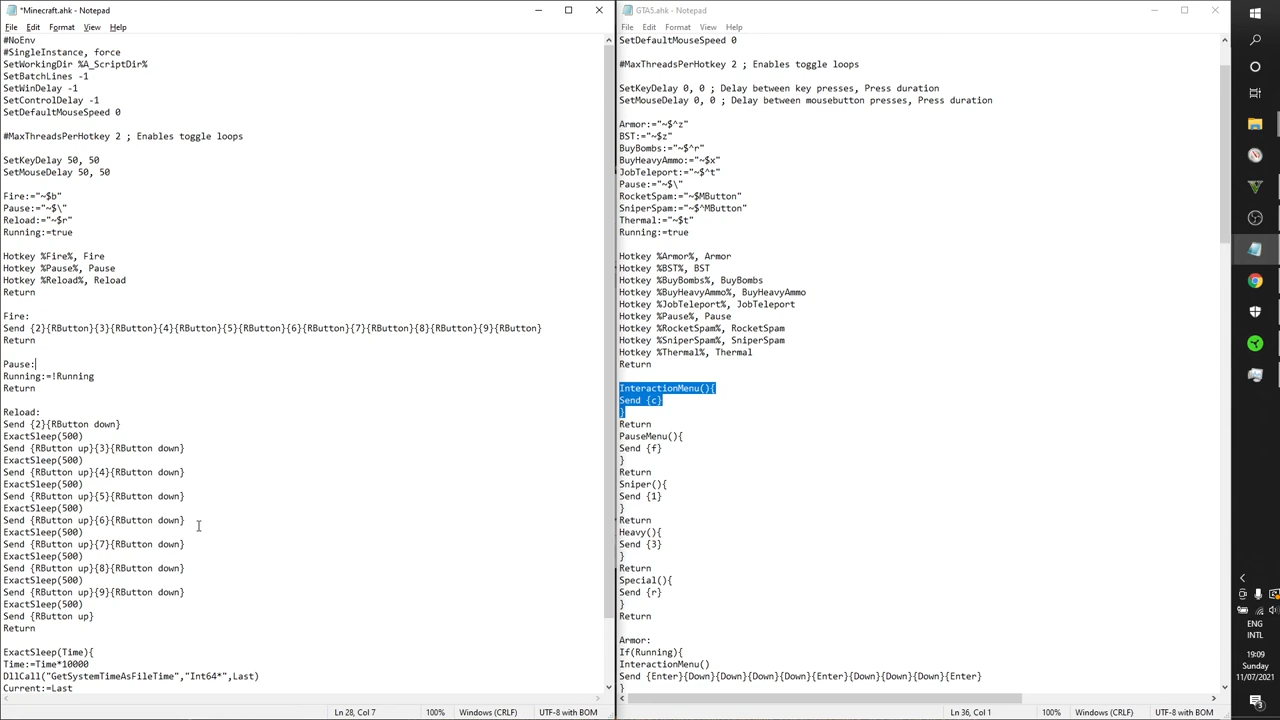 *Minecraft.ahk - Notepad
File Edit Format View Help
#NoEnv
#SingleInstance, force
SetWorkingDir %A_ScriptDir%
SetBatchLines -1
SetWinDelay -1
SetControlDelay -1
SetDefaultMouseSpeed 0
#MaxThreadsPerHotkey 2 ; Enables toggle loops
SetKeyDelay 50, 50
SetMouseDelay 50, 50
Fire:="~$b"
Pause:="~$\"
Reload:="~$r"
Running:=true
Hotkey %Fire%, Fire
Hotkey %Pause%, Pause
Hotkey %Reload%, Reload
Return
Fire:
Send {2}{RButton}{3}{RButton}{4}{RButton}{5}{RButton}{6}{RButton}{7}{RButton}{8}{RButton}{9}{RButton}
Return
Pause:
Running:=!Running
Return
Reload:
Send {2}{RButton down}
ExactSleep(500)
Send {RButton up}{3}{RButton down}
ExactSleep(500)
Send {RButton up}{4}{RButton down}
ExactSleep(500)
Send {RButton up}{5}{RButton down}
ExactSleep(500)
Send {RButton up}{6}{RButton down}
ExactSleep(500)
Send {RButton up}{7}{RButton down}
ExactSleep(500)
Send {RButton up}{8}{RButton down}
ExactSleep(500)
Send {RButton up}{9}{RButton down}
ExactSleep(500)
Send {RButton up}
Return
ExactSleep(Time){
Time:=Time*10000
DllCall("GetSystemTimeAsFileTime","Int64*",Last)
Current:=Last
Ln 28, Col 7 100% Windows (CRLF) UTF-8 with BOM
GTA5.ahk - Notepad
File Edit Format View Help
SetDefaultMouseSpeed 0
#MaxThreadsPerHotkey 2 ; Enables toggle loops
SetKeyDelay 0, 0 ; Delay between key presses, Press duration
SetMouseDelay 0, 0 ; Delay between mousebutton presses, Press duration
Armor:="~$^z"
BST:="~$z"
BuyBombs:="~$^r"
BuyHeavyAmmo:="~$x"
JobTeleport:="~$^t"
Pause:="~$\"
RocketSpam:="~$MButton"
SniperSpam:="~$^MButton"
Thermal:="~$t"
Running:=true
Hotkey %Armor%, Armor
Hotkey %BST%, BST
Hotkey %BuyBombs%, BuyBombs
Hotkey %BuyHeavyAmmo%, BuyHeavyAmmo
Hotkey %JobTeleport%, JobTeleport
Hotkey %Pause%, Pause
Hotkey %RocketSpam%, RocketSpam
Hotkey %SniperSpam%, SniperSpam
Hotkey %Thermal%, Thermal
Return
InteractionMenu(){
Send {c}
}
Return
PauseMenu(){
Send {f}
}
Return
Sniper(){
Send {1}
}
Return
Heavy(){
Send {3}
}
Return
Special(){
Send {r}
}
Return
Armor:
If(Running){
InteractionMenu()
Send {Enter}{Down}{Down}{Down}{Down}{Enter}{Down}{Down}{Down}{Enter}
}
Ln 36, Col 1 100% Windows (CRLF) UTF-8 with BOM
ENG
INTL
19:09
Sunday
11/07/2021
3